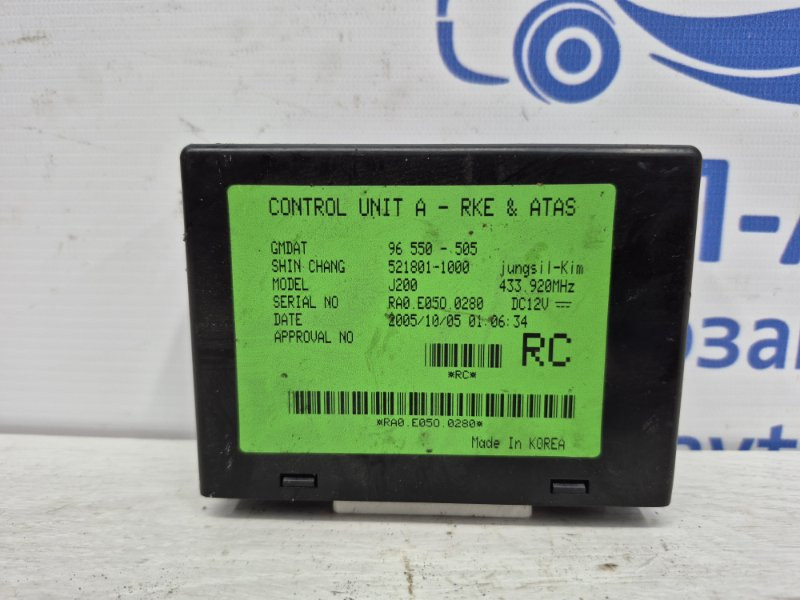 CONTROL UNIT A - RKE & ATAS
GMDAT 96 550 - 505
SHIN CHANG 521801-1000 jungsil-Kim
MODEL J200 433.920MHz
SERIAL NO RA0.E050.0280 DC12V
DATE 2005/10/05 01:06:34
APPROVAL NO
RC
*RC*
*RA0.E050.0280*
Made In KOREA